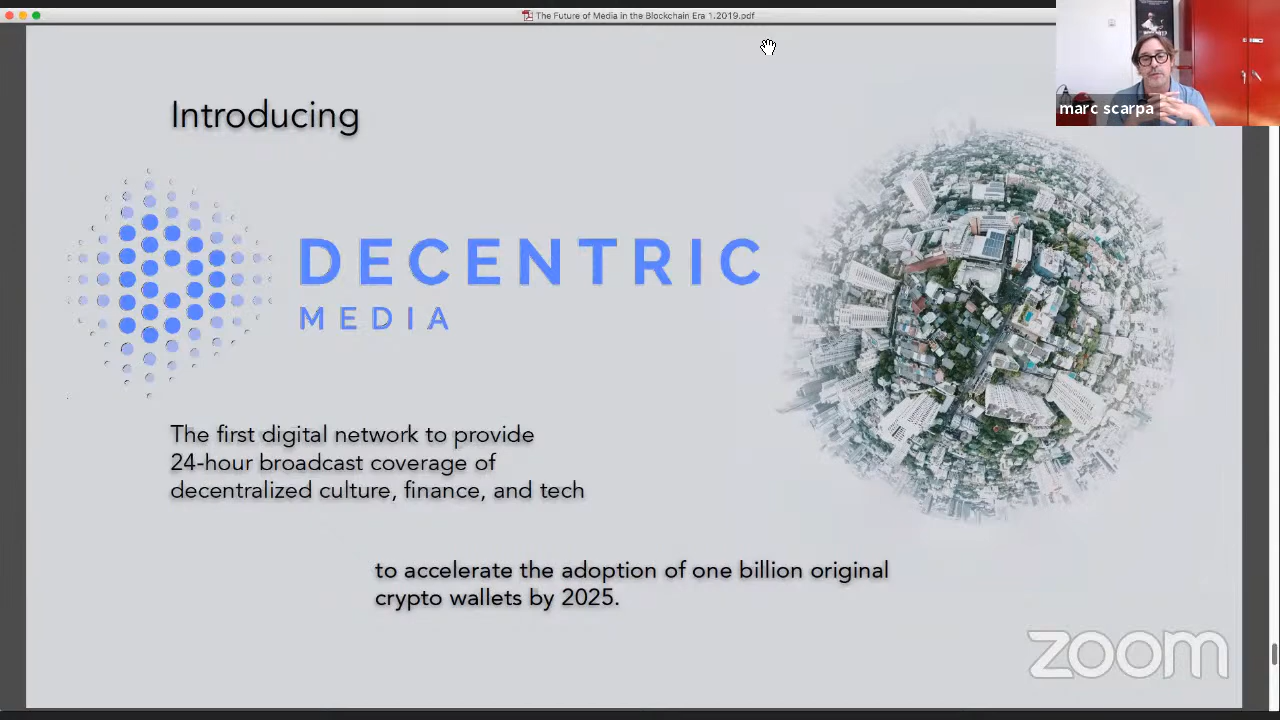 The Future of Media in the Blockchain Era 1.2019.pdf
marc scarpa
Introducing
DECENTRIC
MEDIA
The first digital network to provide
24-hour broadcast coverage of
decentralized culture, finance, and tech
to accelerate the adoption of one billion original
crypto wallets by 2025.
zoom